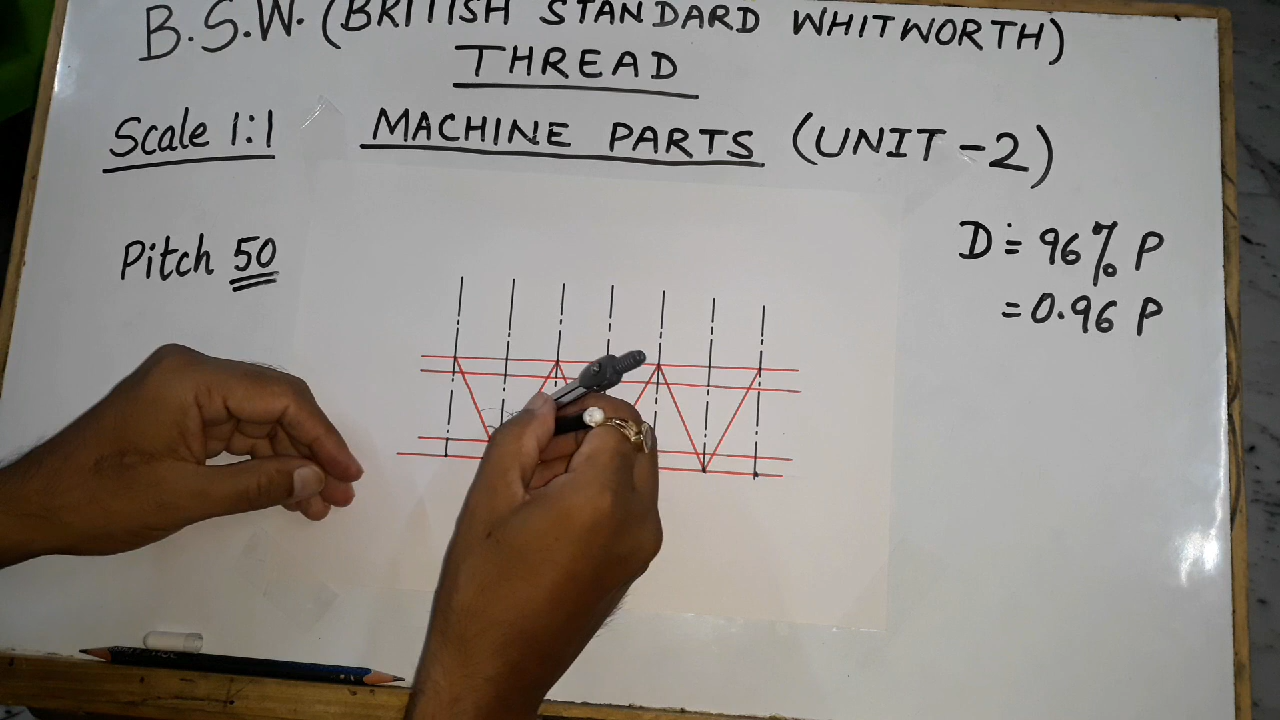 B.S.W. (BRITISH STANDARD WHITWORTH)
THREAD
Scale 1:1
MACHINE PARTS (UNIT-2)
Pitch 50
D = 96% P
= 0.96 P